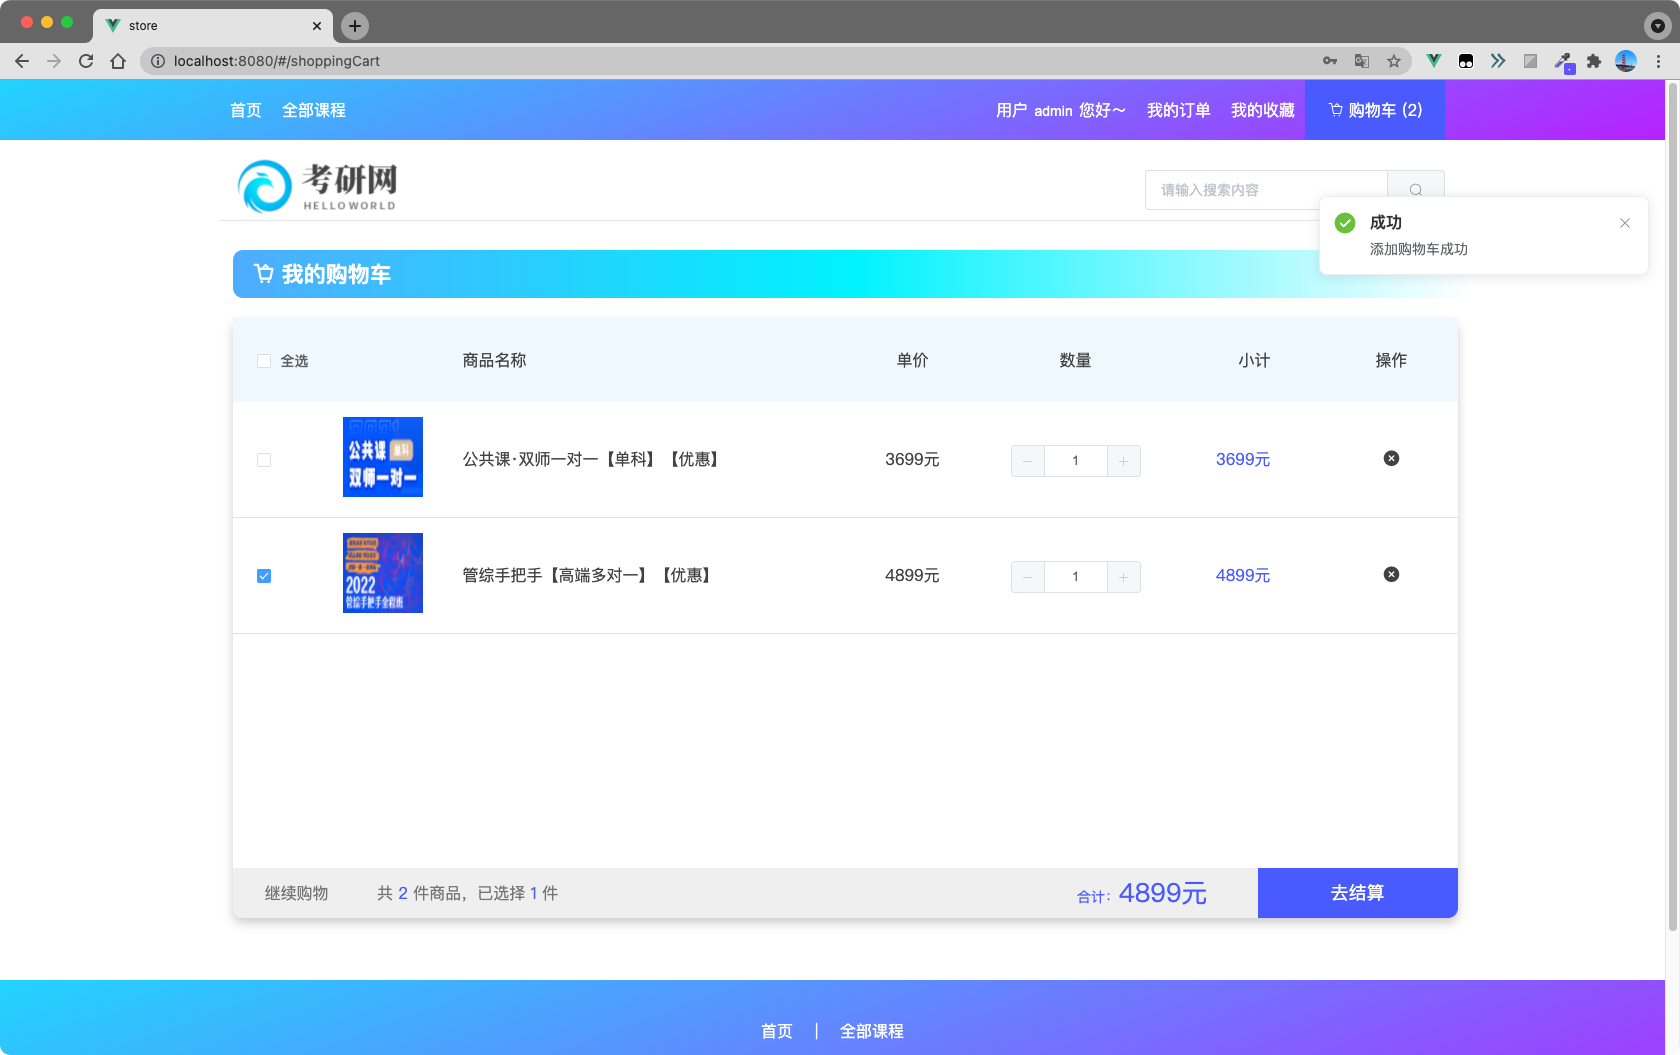 store
localhost:8080/#/shoppingCart
首页 全部课程 用户 admin 您好~ 我的订单 我的收藏 购物车 (2)
考研网
HELLOWORLD
请输入搜索内容
成功
添加购物车成功
我的购物车
全选 商品名称 单价 数量 小计 操作
公共课 单科
双师一对一
公共课·双师一对一【单科】【优惠】 3699元 1 3699元
2022
管综手把手全程班
管综手把手【高端多对一】【优惠】 4899元 1 4899元
继续购物 共 2 件商品，已选择 1 件 合计：4899元 去结算
首页 | 全部课程